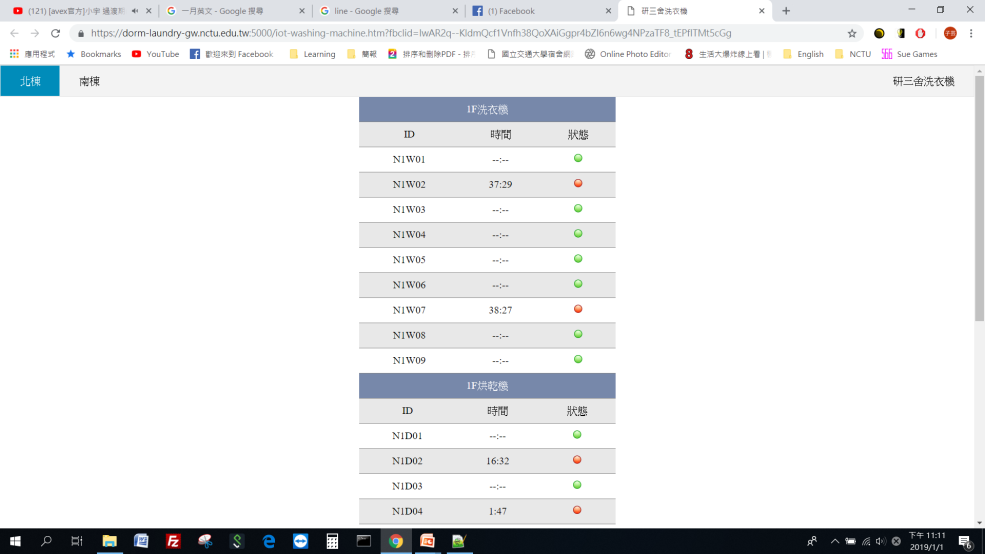 (121) [avex官方]小宇
一月英文 - Google 搜尋
line - Google 搜尋
(1) Facebook
研三舍洗衣機
https://dorm-laundry-gw.nctu.edu.tw:5000/iot-washing-machine.htm?fbclid=IwAR2q--KldmQcf1Vnfh38QoXAiGgpr4bZl6n6wg4NPzaTF8_tEPfITMt5cGg
應用程式 Bookmarks YouTube 歡迎來到 Facebook Learning 簡報 排序和刪除PDF - 國立交通大學宿舍網 Online Photo Editor 生活大爆炸線上看 English NCTU Sue Games
北棟 南棟 研三舍洗衣機
1F洗衣機
ID 時間 狀態
N1W01 --:--
N1W02 37:29
N1W03 --:--
N1W04 --:--
N1W05 --:--
N1W06 --:--
N1W07 38:27
N1W08 --:--
N1W09 --:--
1F烘乾機
ID 時間 狀態
N1D01 --:--
N1D02 16:32
N1D03 --:--
N1D04 1:47
下午 11:11
2019/1/1
6